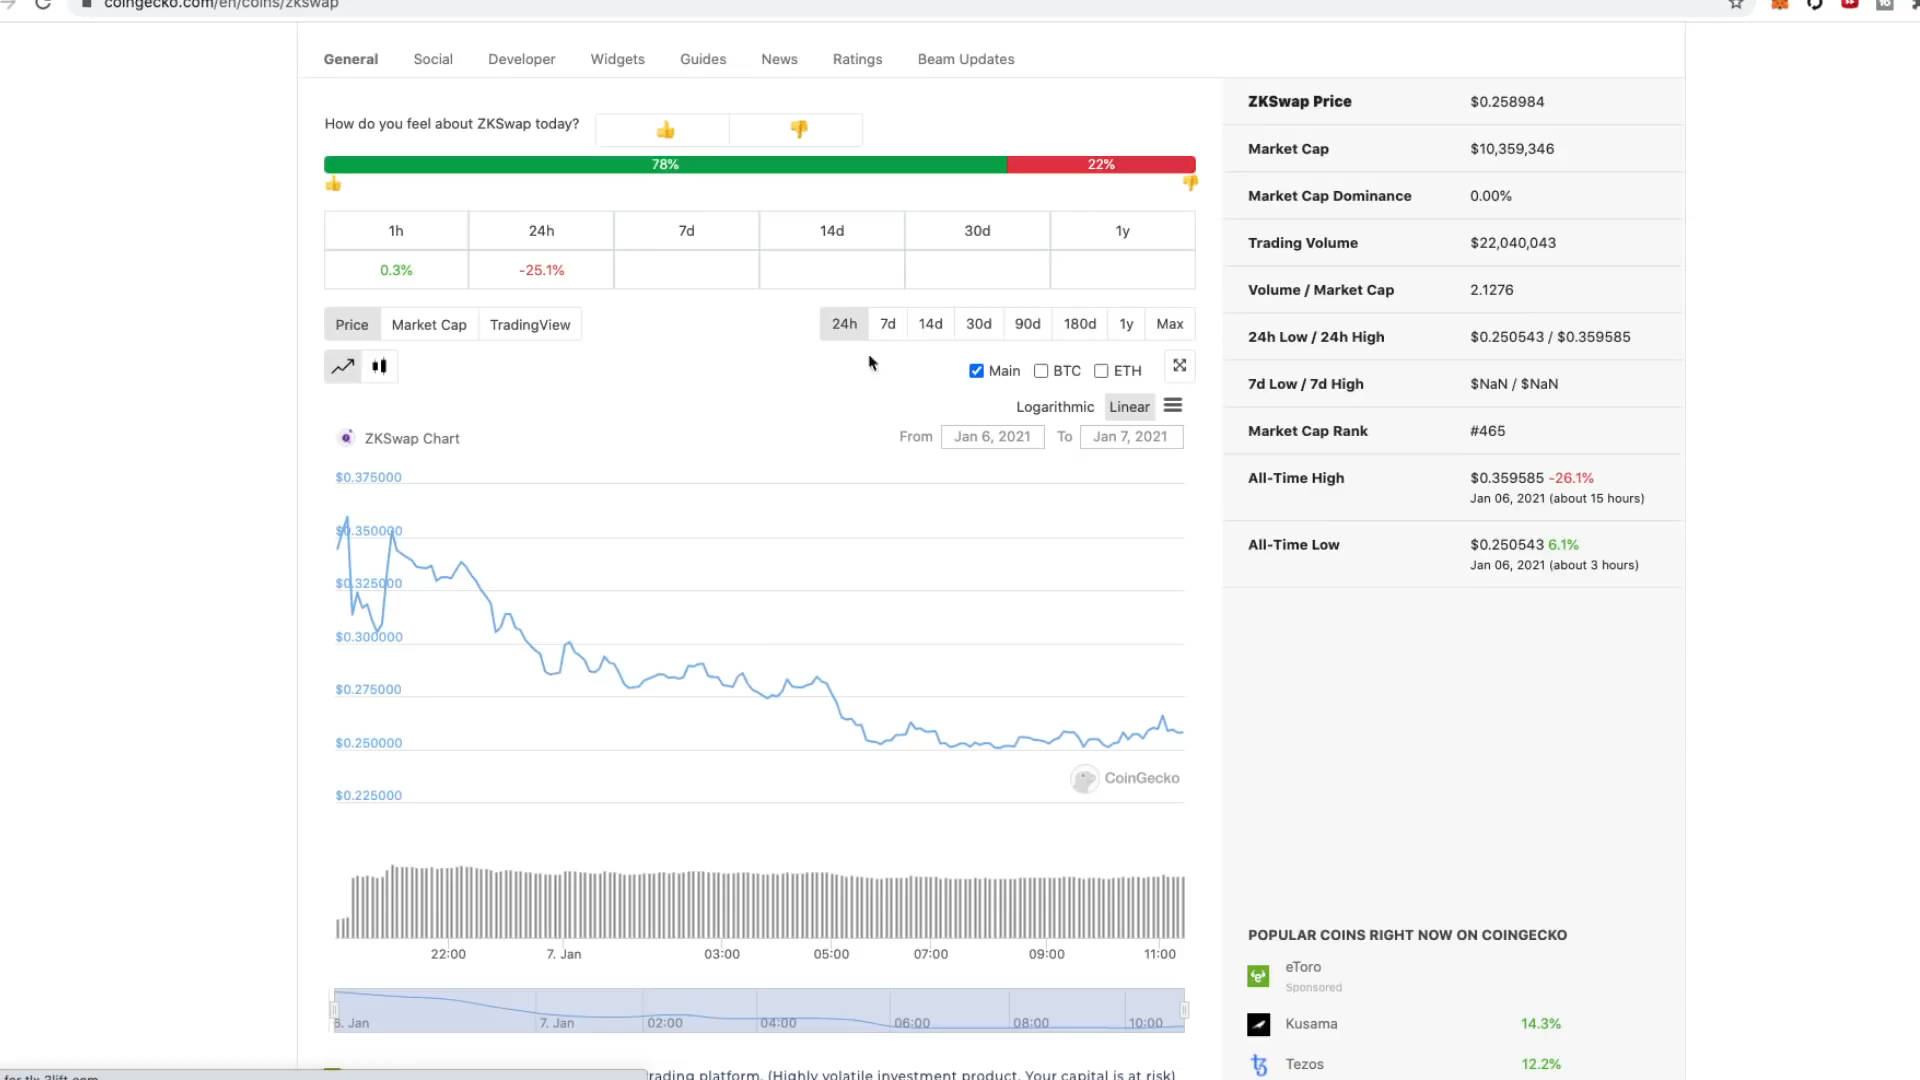 coingecko.com/en/coins/zkswap
General Social Developer Widgets Guides News Ratings Beam Updates
How do you feel about ZKSwap today?
78% 22%
1h 24h 7d 14d 30d 1y
0.3% -25.1%
Price Market Cap TradingView
24h 7d 14d 30d 90d 180d 1y Max
Main BTC ETH
Logarithmic Linear
ZKSwap Chart
From Jan 6, 2021 To Jan 7, 2021
$0.375000
$0.350000
$0.325000
$0.300000
$0.275000
$0.250000
CoinGecko
$0.225000
22:00 7. Jan 03:00 05:00 07:00 09:00 11:00
6. Jan 7. Jan 02:00 04:00 06:00 08:00 10:00
trading platform. (Highly volatile investment product. Your capital is at risk)
ZKSwap Price $0.258984
Market Cap $10,359,346
Market Cap Dominance 0.00%
Trading Volume $22,040,043
Volume / Market Cap 2.1276
24h Low / 24h High $0.250543 / $0.359585
7d Low / 7d High $NaN / $NaN
Market Cap Rank #465
All-Time High $0.359585 -26.1%
Jan 06, 2021 (about 15 hours)
All-Time Low $0.250543 6.1%
Jan 06, 2021 (about 3 hours)
POPULAR COINS RIGHT NOW ON COINGECKO
eToro
Sponsored
Kusama 14.3%
Tezos 12.2%